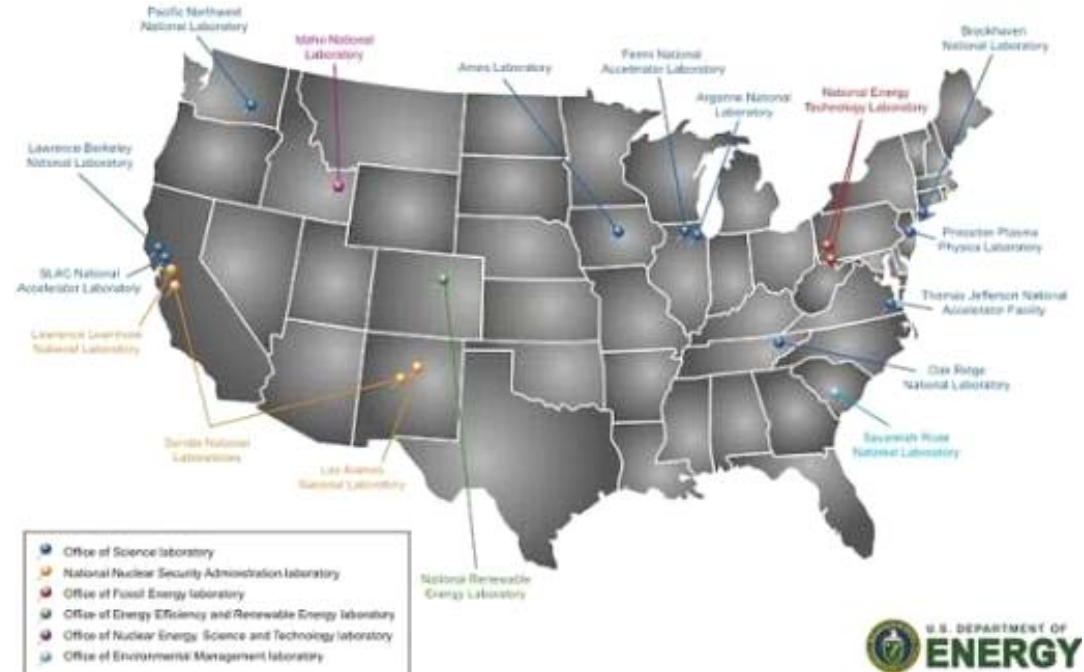 Pacific Northwest
National Laboratory
Idaho National
Laboratory
Ames Laboratory
Fermi National
Accelerator Laboratory
Argonne National
Laboratory
National Energy
Technology Laboratory
Brookhaven
National Laboratory
Lawrence Berkeley
National Laboratory
SLAC National
Accelerator Laboratory
Lawrence Livermore
National Laboratory
Sandia National
Laboratories
Los Alamos
National Laboratory
National Renewable
Energy Laboratory
Princeton Plasma
Physics Laboratory
Thomas Jefferson National
Accelerator Facility
Oak Ridge
National Laboratory
Savannah River
National Laboratory
Office of Science laboratory
National Nuclear Security Administration laboratory
Office of Fossil Energy laboratory
Office of Energy Efficiency and Renewable Energy laboratory
Office of Nuclear Energy, Science and Technology laboratory
Office of Environmental Management laboratory
U.S. DEPARTMENT OF
ENERGY